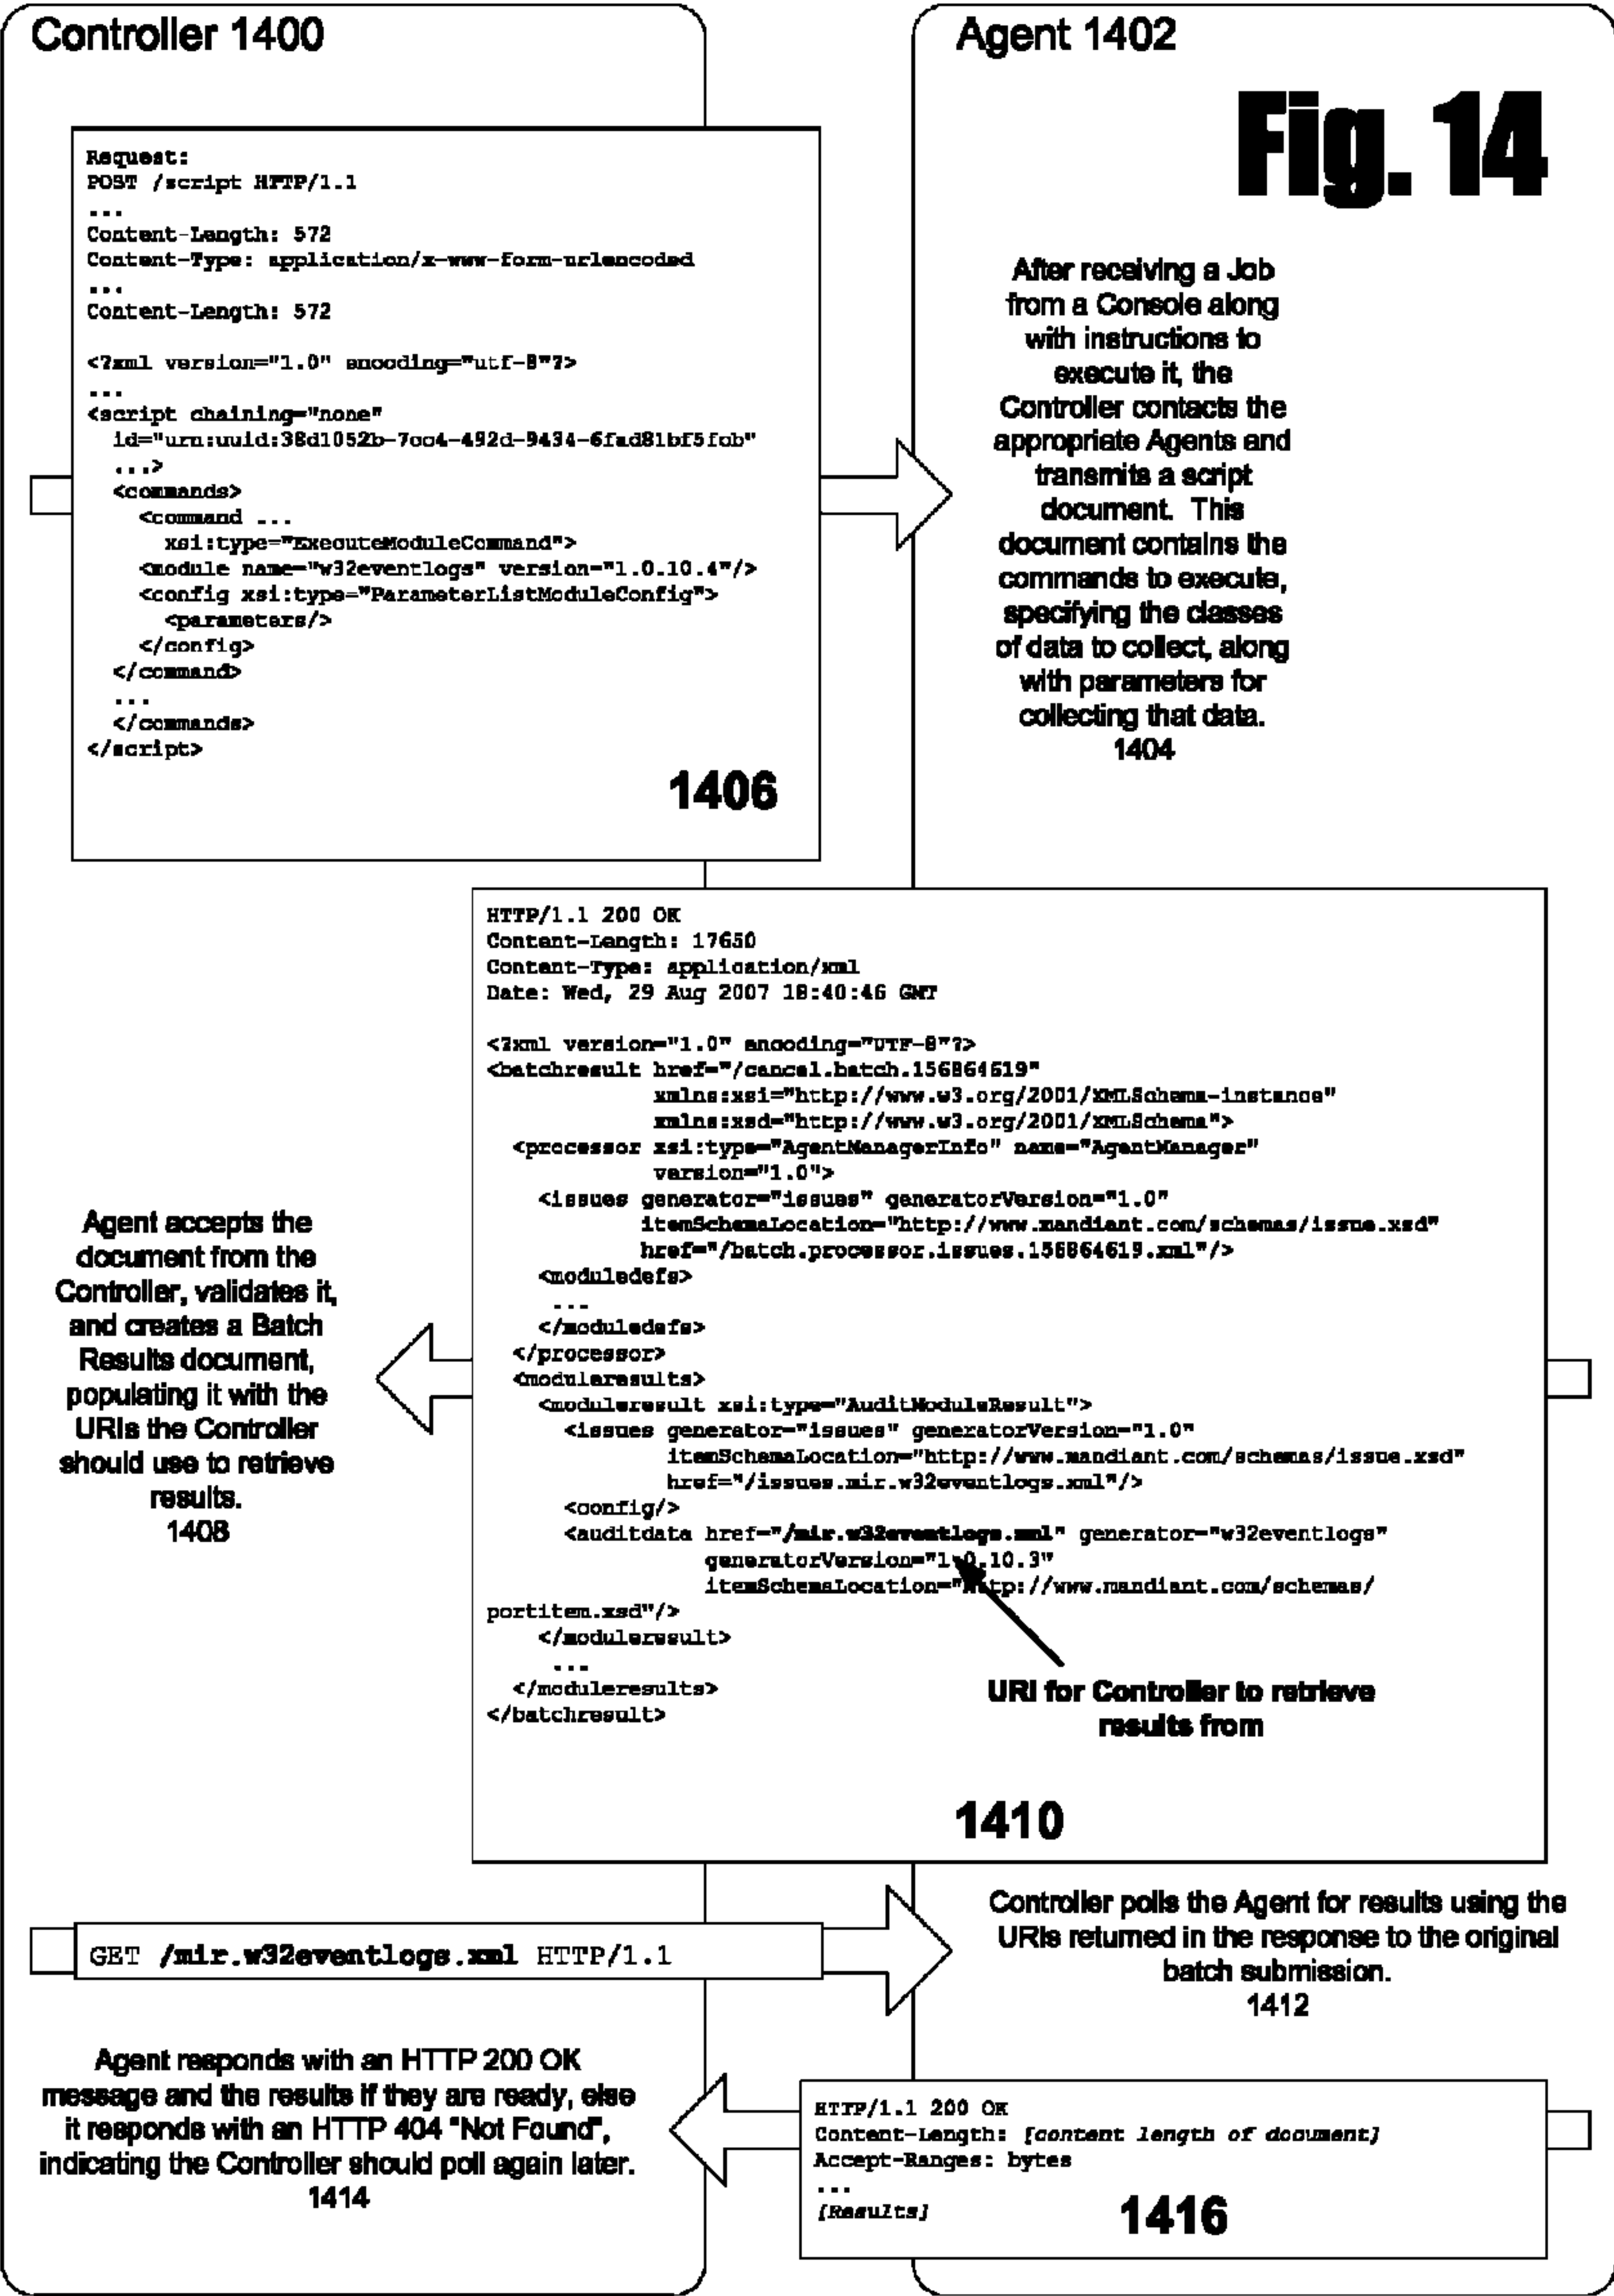 Controller 1400
Agent 1402
Fig. 14
Request:
POST /script HTTP/1.1
...
Content-Length: 572
Content-Type: application/x-www-form-urlencoded
...
Content-Length: 572
<?xml version="1.0" encoding="utf-8"?>
...
<script chaining="none"
id="urn:uuid:38d1052b-7cc4-492d-9434-6fad81bf5fcb"
...>
<commands>
<command ...
xsi:type="ExecuteModuleCommand">
<module name="w32eventlogs" version="1.0.10.4"/>
<config xsi:type="ParameterListModuleConfig">
<parameters/>
</config>
</command>
...
</commands>
</script>
1406
After receiving a Job
from a Console along
with instructions to
execute it, the
Controller contacts the
appropriate Agents and
transmits a script
document. This
document contains the
commands to execute,
specifying the classes
of data to collect, along
with parameters for
collecting that data.
1404
HTTP/1.1 200 OK
Content-Length: 17650
Content-Type: application/xml
Date: Wed, 29 Aug 2007 18:40:46 GMT
<?xml version="1.0" encoding="UTF-8"?>
<batchresult href="/cancel.batch.156864619"
xmlns:xsi="http://www.w3.org/2001/XMLSchema-instance"
xmlns:xsd="http://www.w3.org/2001/XMLSchema">
<processor xsi:type="AgentManagerInfo" name="AgentManager"
version="1.0">
<issues generator="issues" generatorVersion="1.0"
itemSchemaLocation="http://www.mandiant.com/schemas/issue.xsd"
href="/batch.processor.issues.156864619.xml"/>
<moduledefs>
...
</moduledefs>
</processor>
<moduleresults>
<moduleresult xsi:type="AuditModuleResult">
<issues generator="issues" generatorVersion="1.0"
itemSchemaLocation="http://www.mandiant.com/schemas/issue.xsd"
href="/issues.mir.w32eventlogs.xml"/>
<config/>
<auditdata href="/mir.w32eventlogs.xml" generator="w32eventlogs"
generatorVersion="1.0.10.3"
itemSchemaLocation="http://www.mandiant.com/schemas/
portitem.xsd"/>
</moduleresult>
...
</moduleresults>
</batchresult>
URI for Controller to retrieve
results from
1410
Agent accepts the
document from the
Controller, validates it,
and creates a Batch
Results document,
populating it with the
URIs the Controller
should use to retrieve
results.
1408
GET /mir.w32eventlogs.xml HTTP/1.1
Controller polls the Agent for results using the
URIs returned in the response to the original
batch submission.
1412
Agent responds with an HTTP 200 OK
message and the results if they are ready, else
it responds with an HTTP 404 "Not Found",
indicating the Controller should poll again later.
1414
HTTP/1.1 200 OK
Content-Length: [content length of document]
Accept-Ranges: bytes
...
[Results]
1416